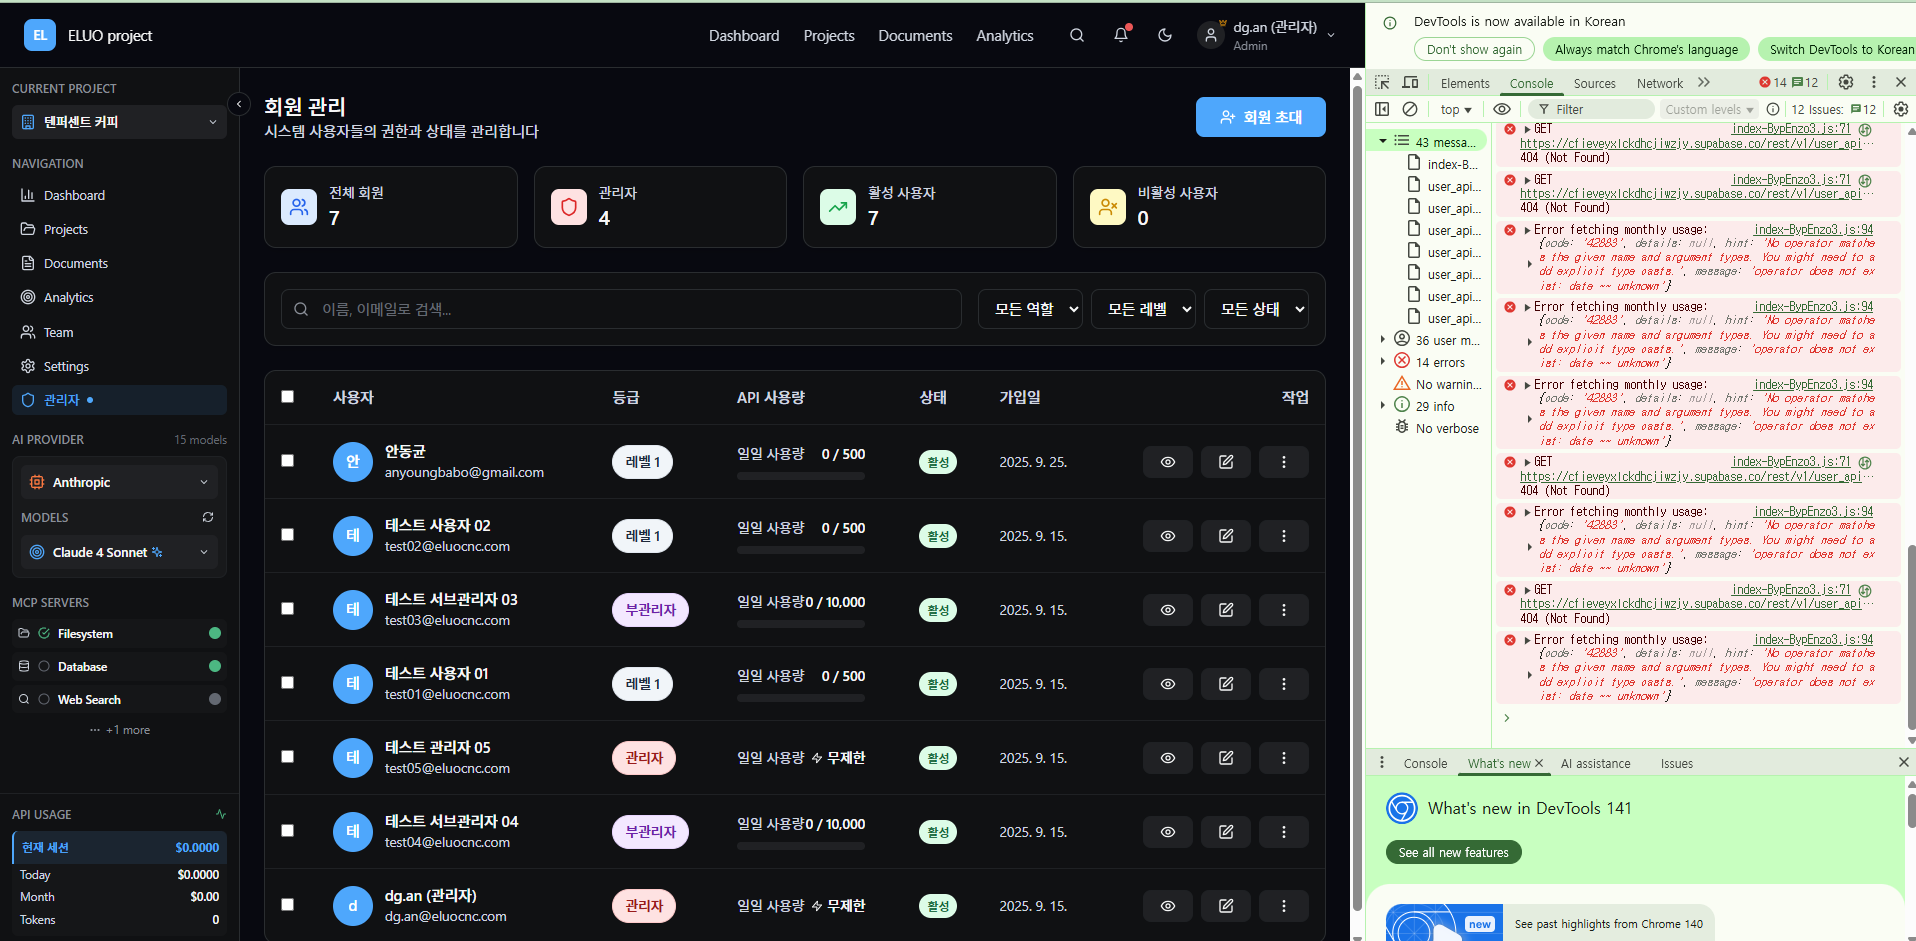 EL ELUO project
Dashboard Projects Documents Analytics
dg.an (관리자)
Admin
CURRENT PROJECT
텐퍼센트 커피
NAVIGATION
Dashboard
Projects
Documents
Analytics
Team
Settings
관리자
AI PROVIDER 15 models
Anthropic
MODELS
Claude 4 Sonnet
MCP SERVERS
Filesystem
Database
Web Search
··· +1 more
API USAGE
현재 세션 $0.0000
Today $0.0000
Month $0.00
Tokens 0
회원 관리
시스템 사용자들의 권한과 상태를 관리합니다
회원 초대
전체 회원
7
관리자
4
활성 사용자
7
비활성 사용자
0
이름, 이메일로 검색...
모든 역할
모든 레벨
모든 상태
사용자 등급 API 사용량 상태 가입일 작업
안 안동균 레벨 1 일일 사용량 0 / 500 활성 2025. 9. 25.
anyoungbabo@gmail.com
테 테스트 사용자 02 레벨 1 일일 사용량 0 / 500 활성 2025. 9. 15.
test02@eluocnc.com
테 테스트 서브관리자 03 부관리자 일일 사용량0 / 10,000 활성 2025. 9. 15.
test03@eluocnc.com
테 테스트 사용자 01 레벨 1 일일 사용량 0 / 500 활성 2025. 9. 15.
test01@eluocnc.com
테 테스트 관리자 05 관리자 일일 사용량 무제한 활성 2025. 9. 15.
test05@eluocnc.com
테 테스트 서브관리자 04 부관리자 일일 사용량0 / 10,000 활성 2025. 9. 15.
test04@eluocnc.com
d dg.an (관리자) 관리자 일일 사용량 무제한 활성 2025. 9. 15.
dg.an@eluocnc.com
DevTools is now available in Korean
Don't show again Always match Chrome's language Switch DevTools to Korean
Elements Console Sources Network 14 12
top Filter Custom levels 12 Issues: 12
43 messa...
index-B...
user_api...
user_api...
user_api...
user_api...
user_api...
user_api...
user_api...
36 user m...
14 errors
No warnin...
29 info
No verbose
GET index-BypEnzo3.js:71
https://cfieveyxlckdhcjiwzjy.supabase.co/rest/v1/user_api…
404 (Not Found)
GET index-BypEnzo3.js:71
https://cfieveyxlckdhcjiwzjy.supabase.co/rest/v1/user_api…
404 (Not Found)
Error fetching monthly usage: index-BypEnzo3.js:94
{code: '42883', details: null, hint: 'No operator matche
s the given name and argument types. You might need to a
dd explicit type casts.', message: 'operator does not ex
ist: date ~~ unknown'}
Error fetching monthly usage: index-BypEnzo3.js:94
{code: '42883', details: null, hint: 'No operator matche
s the given name and argument types. You might need to a
dd explicit type casts.', message: 'operator does not ex
ist: date ~~ unknown'}
Error fetching monthly usage: index-BypEnzo3.js:94
{code: '42883', details: null, hint: 'No operator matche
s the given name and argument types. You might need to a
dd explicit type casts.', message: 'operator does not ex
ist: date ~~ unknown'}
GET index-BypEnzo3.js:71
https://cfieveyxlckdhcjiwzjy.supabase.co/rest/v1/user_api…
404 (Not Found)
Error fetching monthly usage: index-BypEnzo3.js:94
{code: '42883', details: null, hint: 'No operator matche
s the given name and argument types. You might need to a
dd explicit type casts.', message: 'operator does not ex
ist: date ~~ unknown'}
GET index-BypEnzo3.js:71
https://cfieveyxlckdhcjiwzjy.supabase.co/rest/v1/user_api…
404 (Not Found)
Error fetching monthly usage: index-BypEnzo3.js:94
{code: '42883', details: null, hint: 'No operator matche
s the given name and argument types. You might need to a
dd explicit type casts.', message: 'operator does not ex
ist: date ~~ unknown'}
Console What's new AI assistance Issues
What's new in DevTools 141
See all new features
new See past highlights from Chrome 140